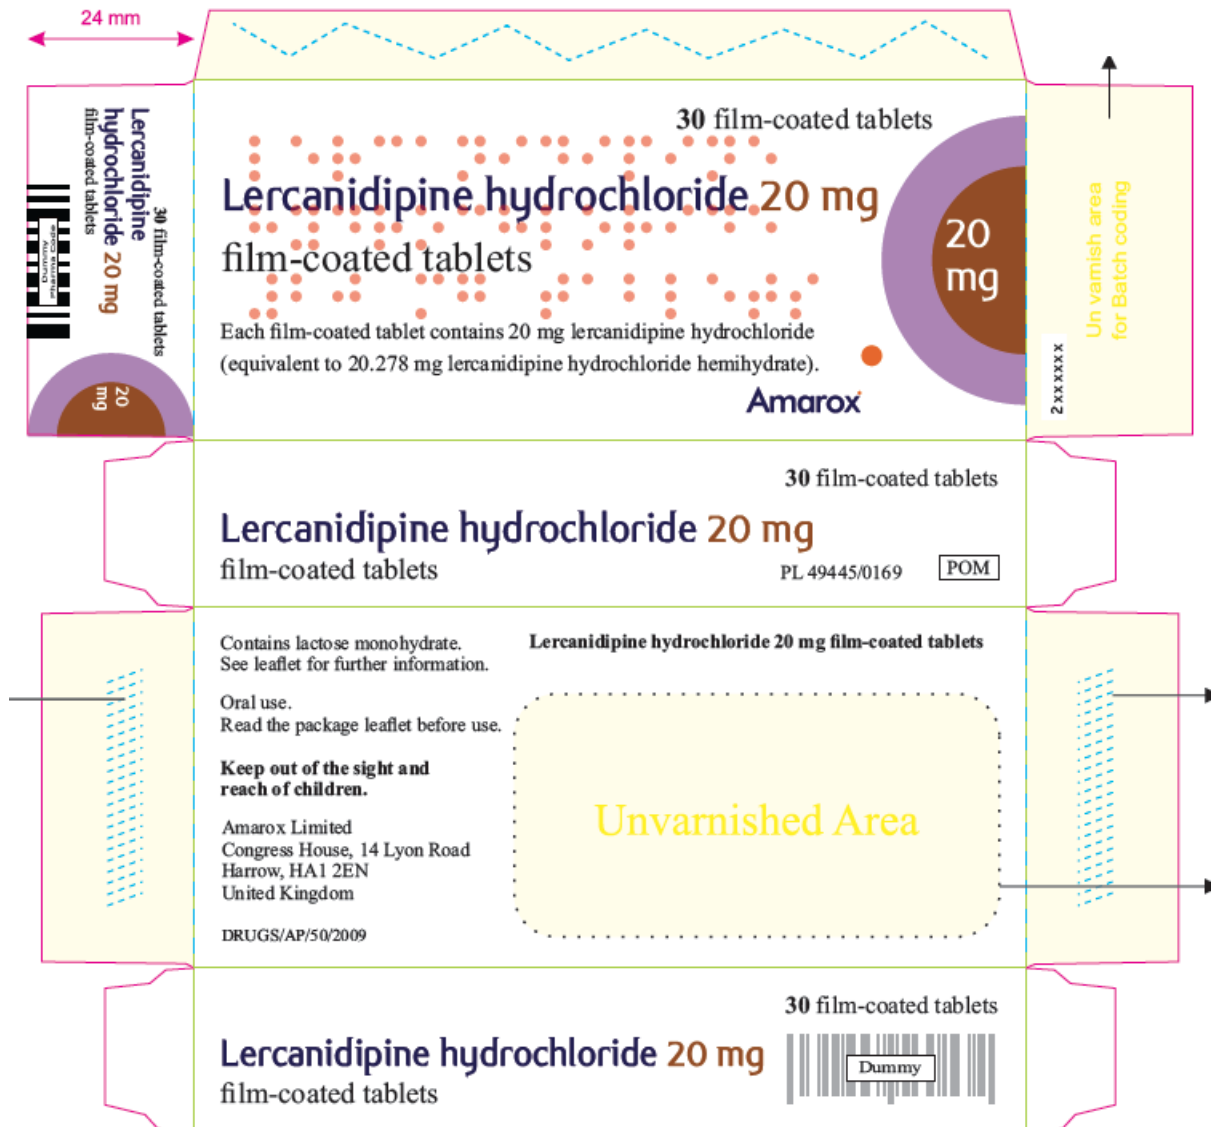 24 mm
30 film-coated tablets
Lercanidipine hydrochloride 20 mg
film-coated tablets
Each film-coated tablet contains 20 mg lercanidipine hydrochloride
(equivalent to 20.278 mg lercanidipine hydrochloride hemihydrate).
Amarox
20
mg
30 film-coated tablets
Lercanidipine
hydrochloride 20 mg
film-coated tablets
Dummy
Pharma Code
20
mg
Un varnish area
for Batch coding
2xxxxxx
30 film-coated tablets
Lercanidipine hydrochloride 20 mg
film-coated tablets
PL 49445/0169
POM
Contains lactose monohydrate.
See leaflet for further information.
Oral use.
Read the package leaflet before use.
Keep out of the sight and
reach of children.
Amarox Limited
Congress House, 14 Lyon Road
Harrow, HA1 2EN
United Kingdom
DRUGS/AP/50/2009
Lercanidipine hydrochloride 20 mg film-coated tablets
Unvarnished Area
30 film-coated tablets
Lercanidipine hydrochloride 20 mg
film-coated tablets
Dummy